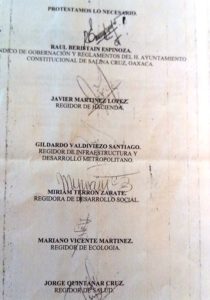 PROTESTAMOS LO NECESARIO.
RAUL BERISTAIN ESPINOZA.
SINDICO DE GOBERNACIÓN Y REGLAMENTOS DEL H. AYUNTAMIENTO
CONSTITUCIONAL DE SALINA CRUZ, OAXACA.
JAVIER MARTINEZ LOPEZ.
REGIDOR DE HACIENDA.
GILDARDO VALDIVIEZO SANTIAGO.
REGIDOR DE INFRAESTRUCTURA Y
DESARROLLO METROPOLITANO.
MIRIAM TERRON ZARATE.
REGIDORA DE DESARROLLO SOCIAL.
MARIANO VICENTE MARTINEZ.
REGIDOR DE ECOLOGIA.
JORGE QUINTANAR CRUZ.
REGIDOR DE SALUD.